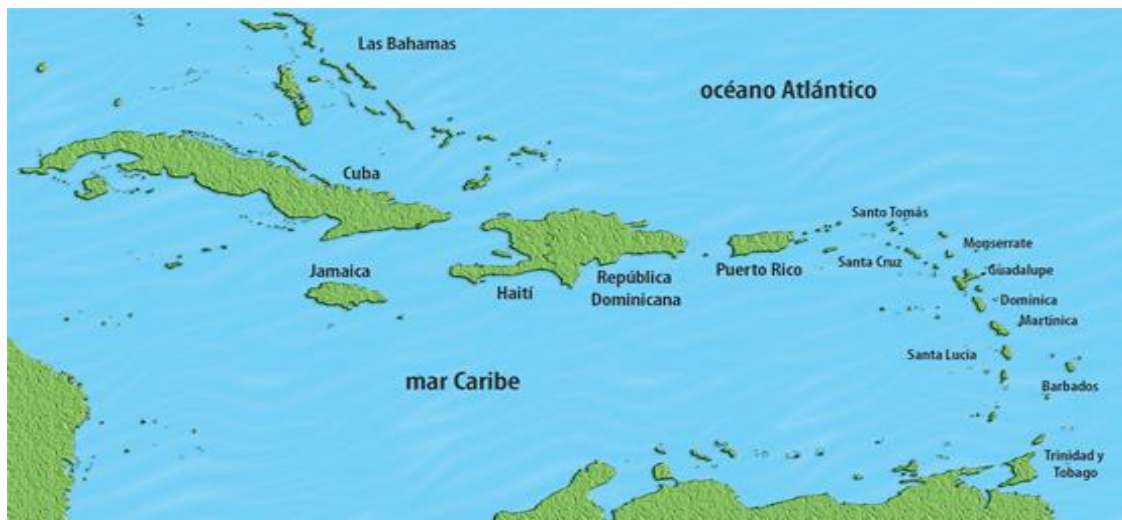 Las Bahamas
océano Atlántico
Cuba
Santo Tomás
Monserrate
Santa Cruz
Guadalupe
Jamaica
Haití
República
Dominicana
Puerto Rico
Dominica
Martinica
Santa Lucia
mar Caribe
Barbados
Trinidad y
Tobago